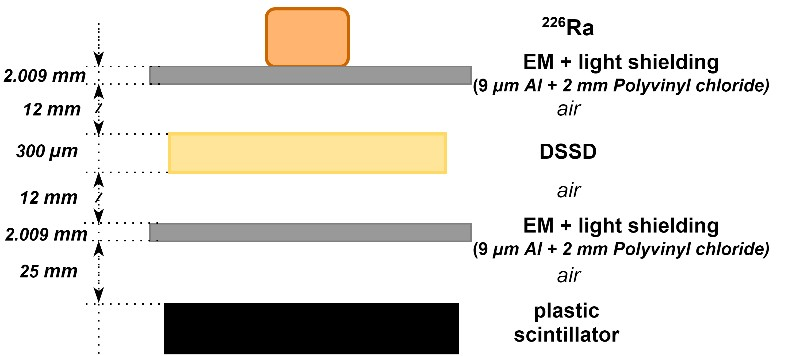 ²²⁶Ra
EM + light shielding
2.009 mm
(9 µm Al + 2 mm Polyvinyl chloride)
12 mm
air
300 µm
DSSD
12 mm
air
EM + light shielding
2.009 mm
(9 µm Al + 2 mm Polyvinyl chloride)
25 mm
air
plastic
scintillator